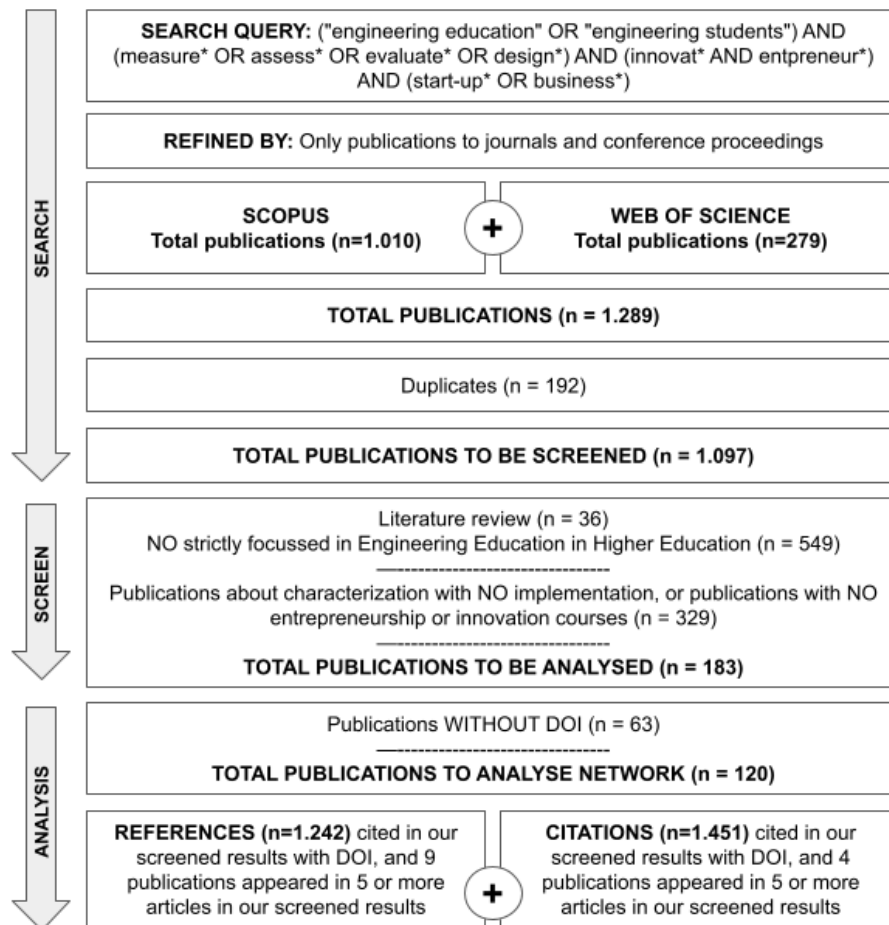 SEARCH QUERY: ("engineering education" OR "engineering students") AND
(measure* OR assess* OR evaluate* OR design*) AND (innovat* AND entpreneur*)
AND (start-up* OR business*)
REFINED BY: Only publications to journals and conference proceedings
SEARCH
SCOPUS
Total publications (n=1.010)
+
WEB OF SCIENCE
Total publications (n=279)
TOTAL PUBLICATIONS (n = 1.289)
Duplicates (n = 192)
TOTAL PUBLICATIONS TO BE SCREENED (n = 1.097)
SCREEN
Literature review (n = 36)
NO strictly focussed in Engineering Education in Higher Education (n = 549)
Publications about characterization with NO implementation, or publications with NO
entrepreneurship or innovation courses (n = 329)
TOTAL PUBLICATIONS TO BE ANALYSED (n = 183)
ANALYSIS
Publications WITHOUT DOI (n = 63)
TOTAL PUBLICATIONS TO ANALYSE NETWORK (n = 120)
REFERENCES (n=1.242) cited in our
screened results with DOI, and 9
publications appeared in 5 or more
articles in our screened results
+
CITATIONS (n=1.451) cited in our
screened results with DOI, and 4
publications appeared in 5 or more
articles in our screened results